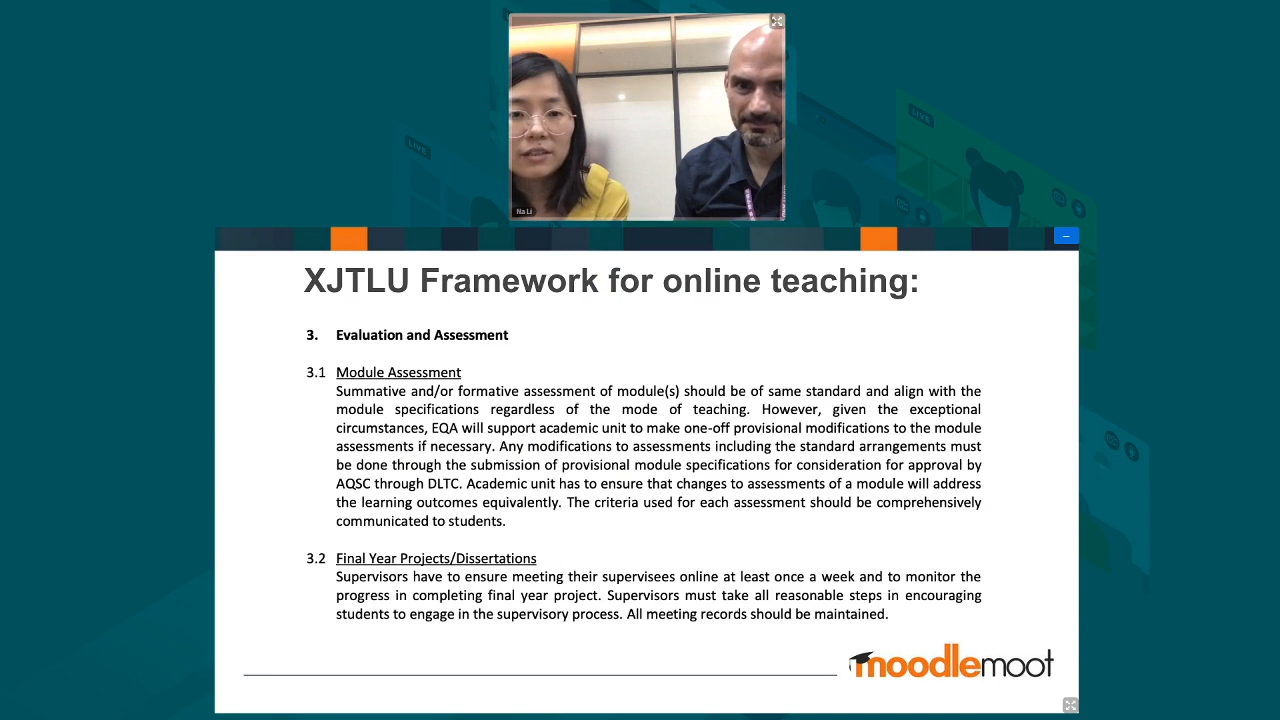 LIVE
LIVE
Na Li
XJTLU Framework for online teaching:
3. Evaluation and Assessment
3.1 Module Assessment
Summative and/or formative assessment of module(s) should be of same standard and align with the
module specifications regardless of the mode of teaching. However, given the exceptional
circumstances, EQA will support academic unit to make one-off provisional modifications to the module
assessments if necessary. Any modifications to assessments including the standard arrangements must
be done through the submission of provisional module specifications for consideration for approval by
AQSC through DLTC. Academic unit has to ensure that changes to assessments of a module will address
the learning outcomes equivalently. The criteria used for each assessment should be comprehensively
communicated to students.
3.2 Final Year Projects/Dissertations
Supervisors have to ensure meeting their supervisees online at least once a week and to monitor the
progress in completing final year project. Supervisors must take all reasonable steps in encouraging
students to engage in the supervisory process. All meeting records should be maintained.
moodlemoot